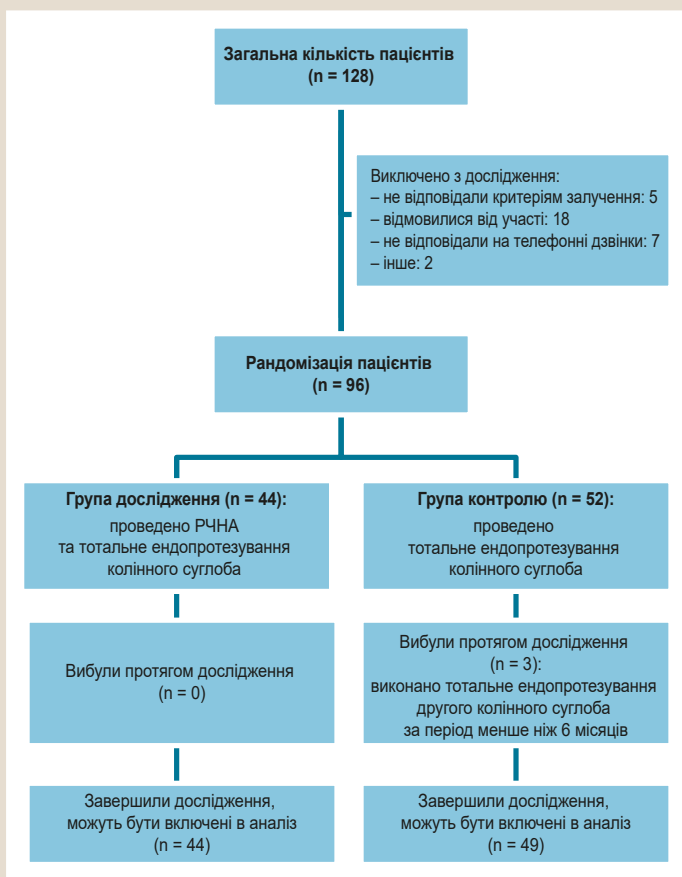 Загальна кількість пацієнтів
(n = 128)
Виключено з дослідження:
– не відповідали критеріям залучення: 5
– відмовилися від участі: 18
– не відповідали на телефонні дзвінки: 7
– інше: 2
Рандомізація пацієнтів
(n = 96)
Група дослідження (n = 44):
проведено РЧНА
та тотальне ендопротезування
колінного суглоба
Група контролю (n = 52):
проведено
тотальне ендопротезування
колінного суглоба
Вибули протягом дослідження
(n = 0)
Вибули протягом дослідження
(n = 3):
виконано тотальне ендопротезування
другого колінного суглоба
за період менше ніж 6 місяців
Завершили дослідження,
можуть бути включені в аналіз
(n = 44)
Завершили дослідження,
можуть бути включені в аналіз
(n = 49)